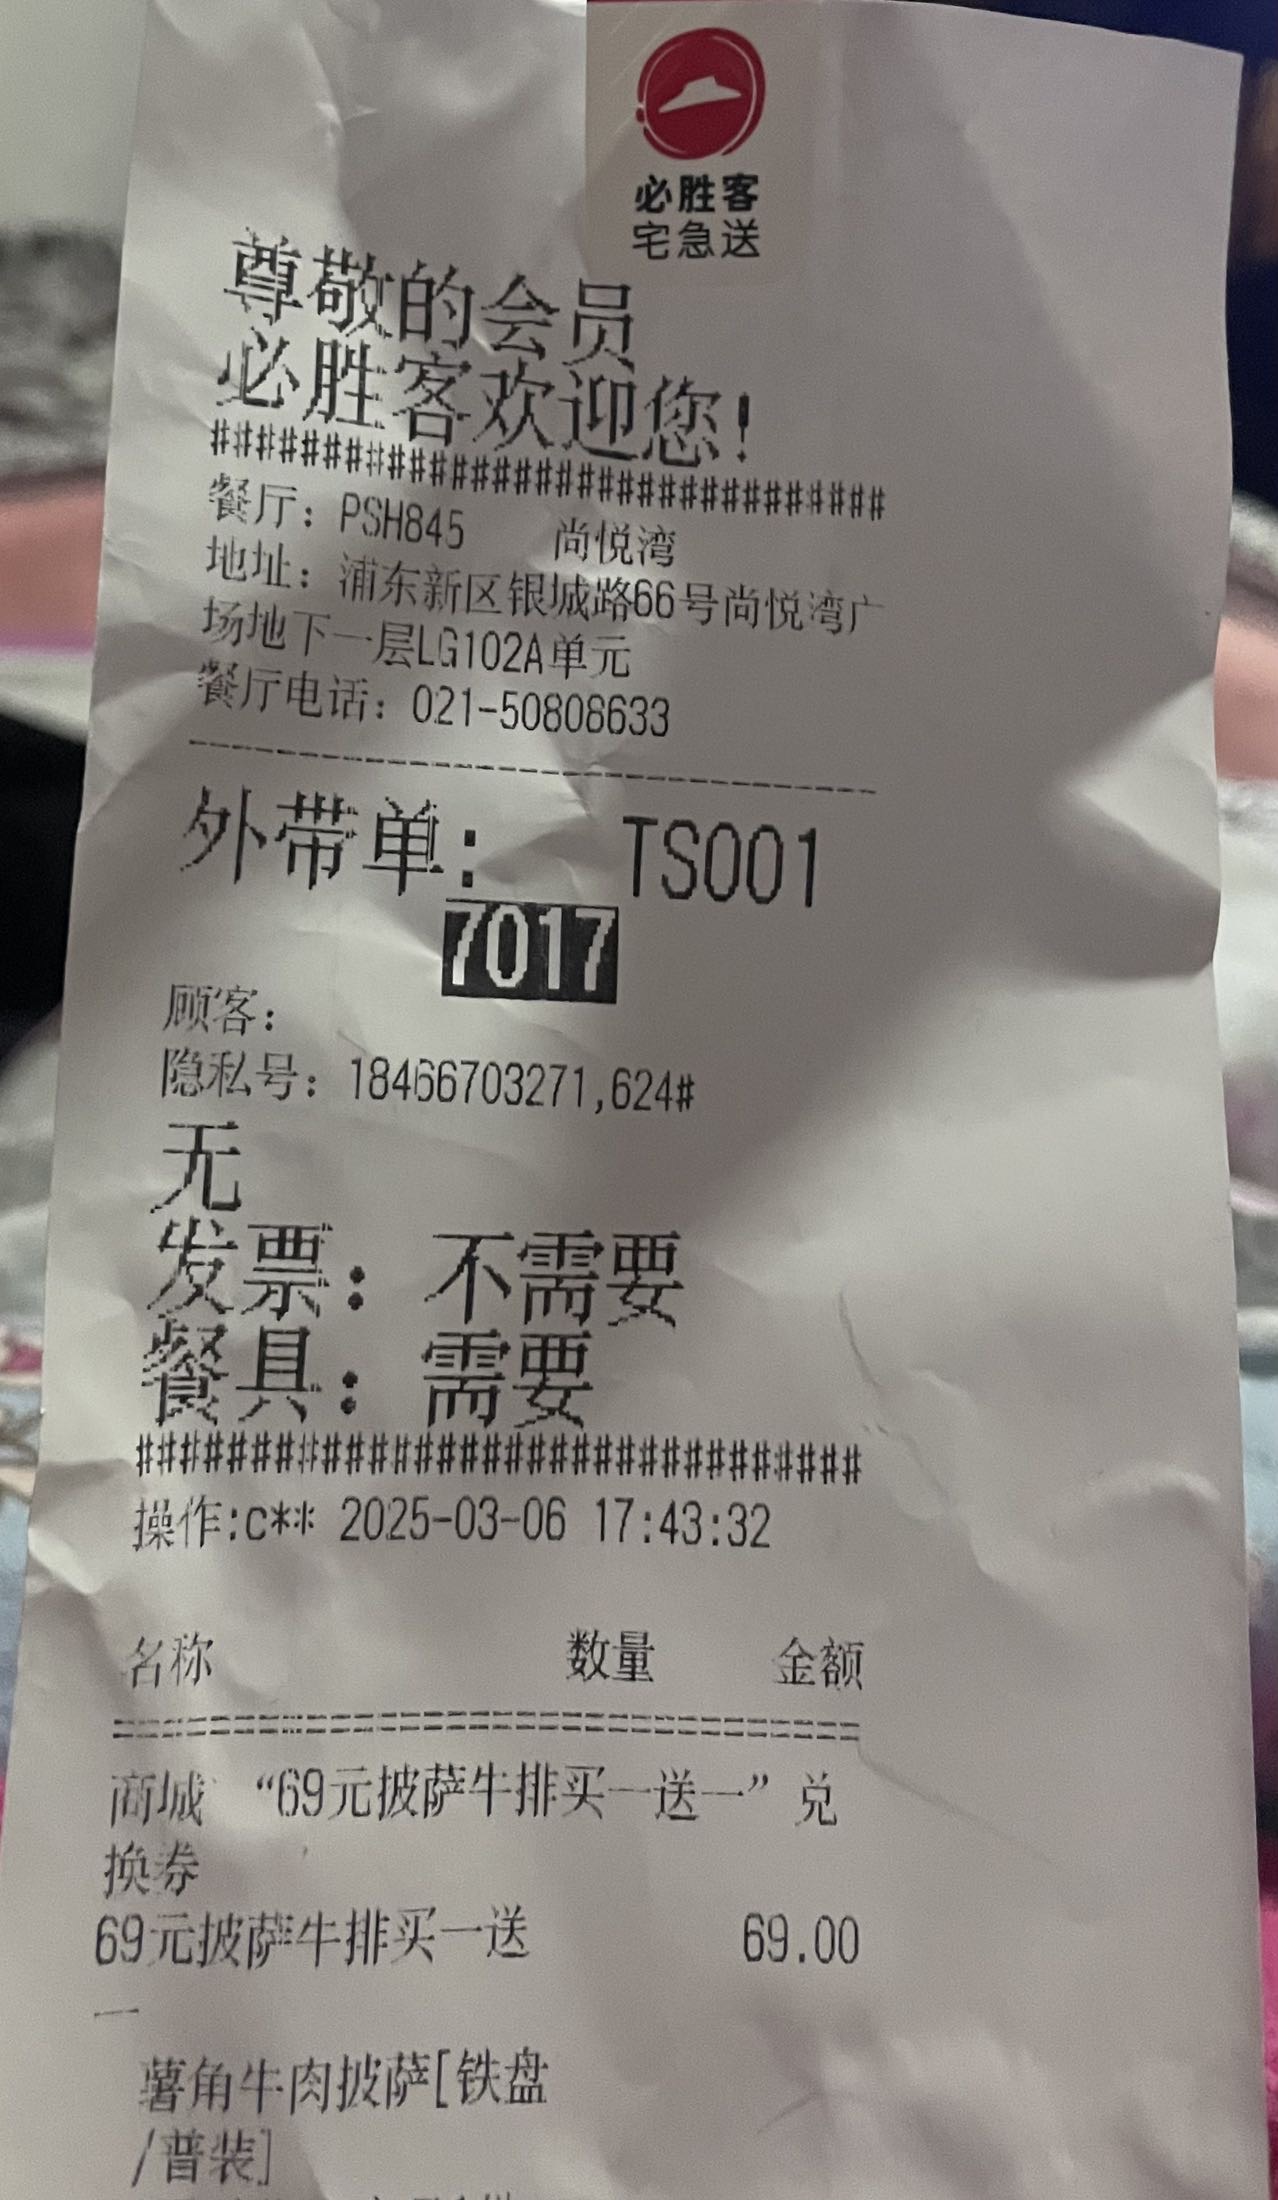 必胜客
宅急送
尊敬的会员
必胜客欢迎您!
################################
餐厅: PSH845 尚悦湾
地址: 浦东新区银城路66号尚悦湾广
场地下一层LG102A单元
餐厅电话: 021-50808633
--------------------------------
外带单: TS001
7017
顾客:
隐私号: 18466703271,624#
无
发票: 不需要
餐具: 需要
################################
操作:c** 2025-03-06 17:43:32
名称 数量 金额
================================
商城 “69元披萨牛排买一送一”兑
换券
69元披萨牛排买一送 69.00
一
薯角牛肉披萨[铁盘
/普装]